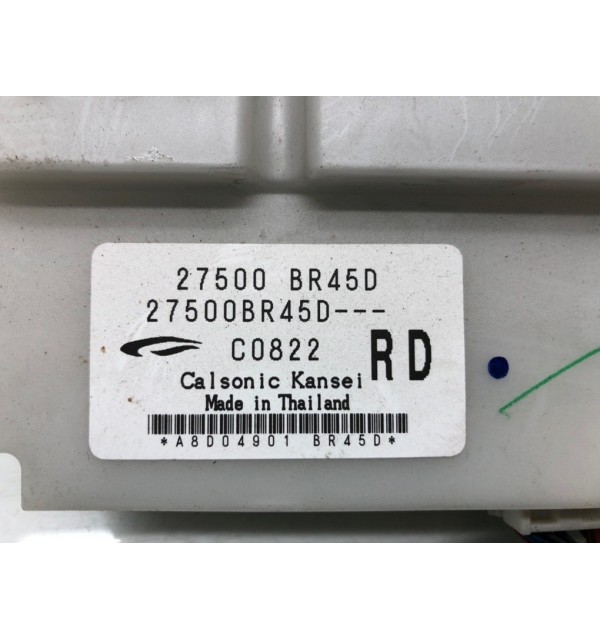 27500 BR45D
27500BR45D---
C0822 RD
Calsonic Kansei
Made in Thailand
*A8D04901 BR45D*